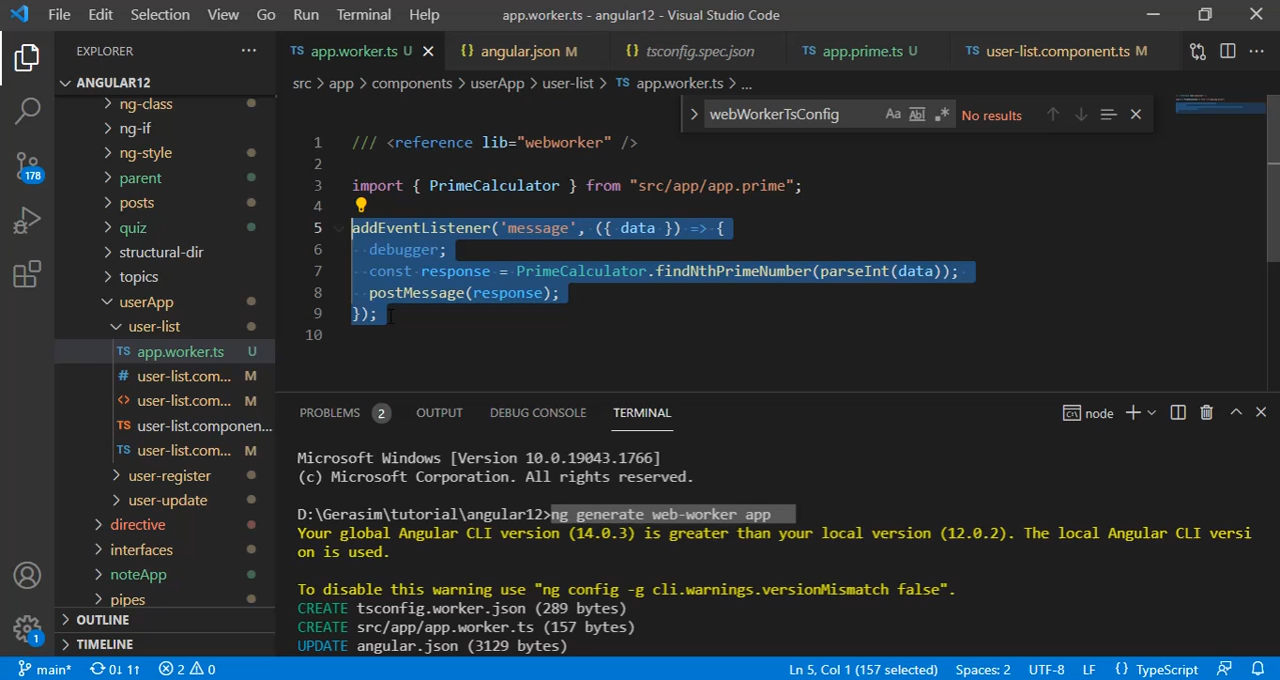 File Edit Selection View Go Run Terminal Help app.worker.ts - angular12 - Visual Studio Code
EXPLORER ···
TS app.worker.ts U {} angular.json M {} tsconfig.spec.json TS app.prime.ts U TS user-list.component.ts M ···
ANGULAR12
src > app > components > userApp > user-list > TS app.worker.ts > ...
webWorkerTsConfig Aa Ab .* No results
ng-class
ng-if
ng-style
parent
posts
quiz
structural-dir
topics
userApp
user-list
TS app.worker.ts U
# user-list.com... M
<> user-list.com... M
TS user-list.componen...
TS user-list.com... M
user-register
user-update
directive
interfaces
noteApp
pipes
OUTLINE
TIMELINE
178
1
1 /// <reference lib="webworker" />
2
3 import { PrimeCalculator } from "src/app/app.prime";
4
5 addEventListener('message', ({ data }) => {
6 debugger;
7 const response = PrimeCalculator.findNthPrimeNumber(parseInt(data));
8 postMessage(response);
9 });
10
PROBLEMS 2 OUTPUT DEBUG CONSOLE TERMINAL node
Microsoft Windows [Version 10.0.19043.1766]
(c) Microsoft Corporation. All rights reserved.
D:\Gerasim\tutorial\angular12>ng generate web-worker app
Your global Angular CLI version (14.0.3) is greater than your local version (12.0.2). The local Angular CLI versi
on is used.
To disable this warning use "ng config -g cli.warnings.versionMismatch false".
CREATE tsconfig.worker.json (289 bytes)
CREATE src/app/app.worker.ts (157 bytes)
UPDATE angular.json (3129 bytes)
main* 0↓ 1↑ 2 0 Ln 5, Col 1 (157 selected) Spaces: 2 UTF-8 LF {} TypeScript